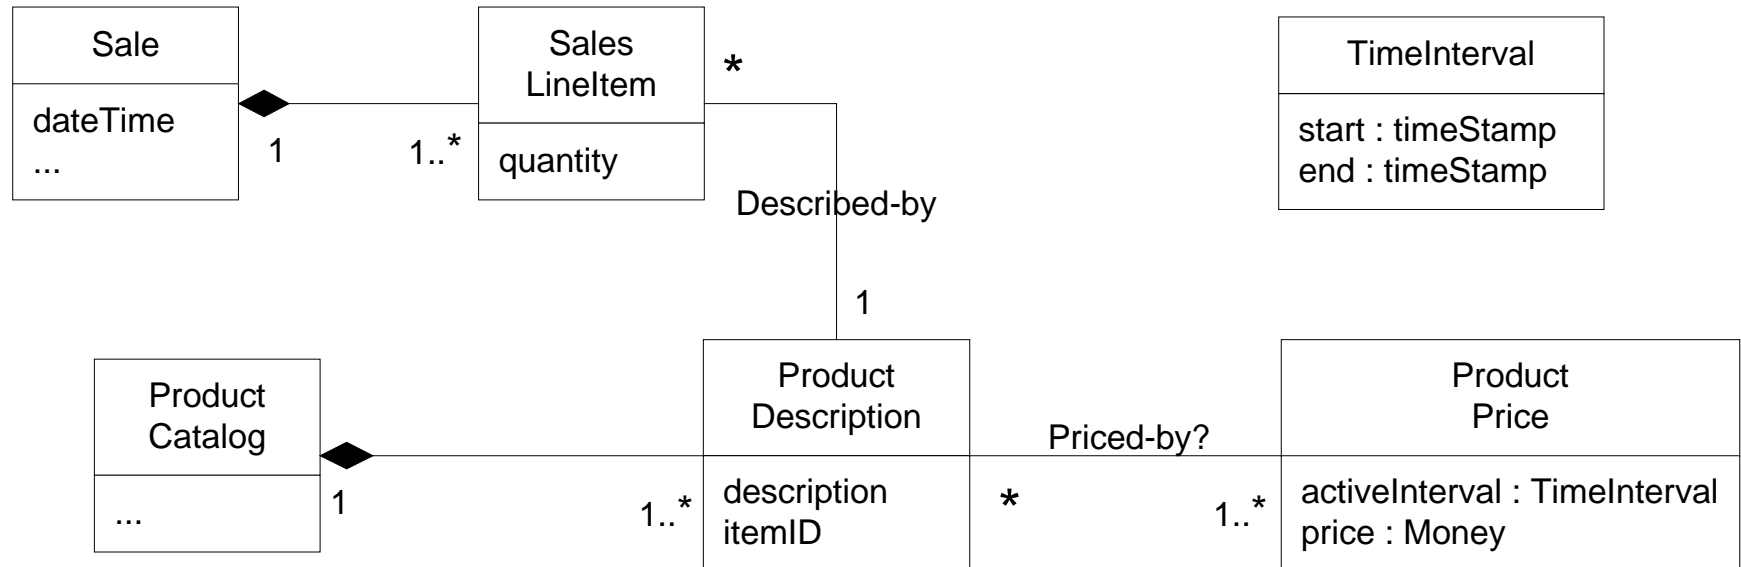 Sale
dateTime
...
1
1..*
Sales
LineItem
quantity
*
Described-by
1
TimeInterval
start : timeStamp
end : timeStamp
Product
Catalog
...
1
1..*
Product
Description
description
itemID
*
Priced-by?
1..*
Product
Price
activeInterval : TimeInterval
price : Money